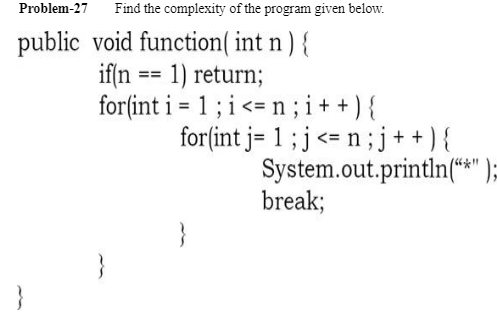 Problem-27 Find the complexity of the program given below.
public void function( int n ) {
if(n == 1) return;
for(int i = 1 ; i <= n ; i + + ) {
for(int j= 1 ; j <= n ; j + + ) {
System.out.println(“*" );
break;
}
}
}